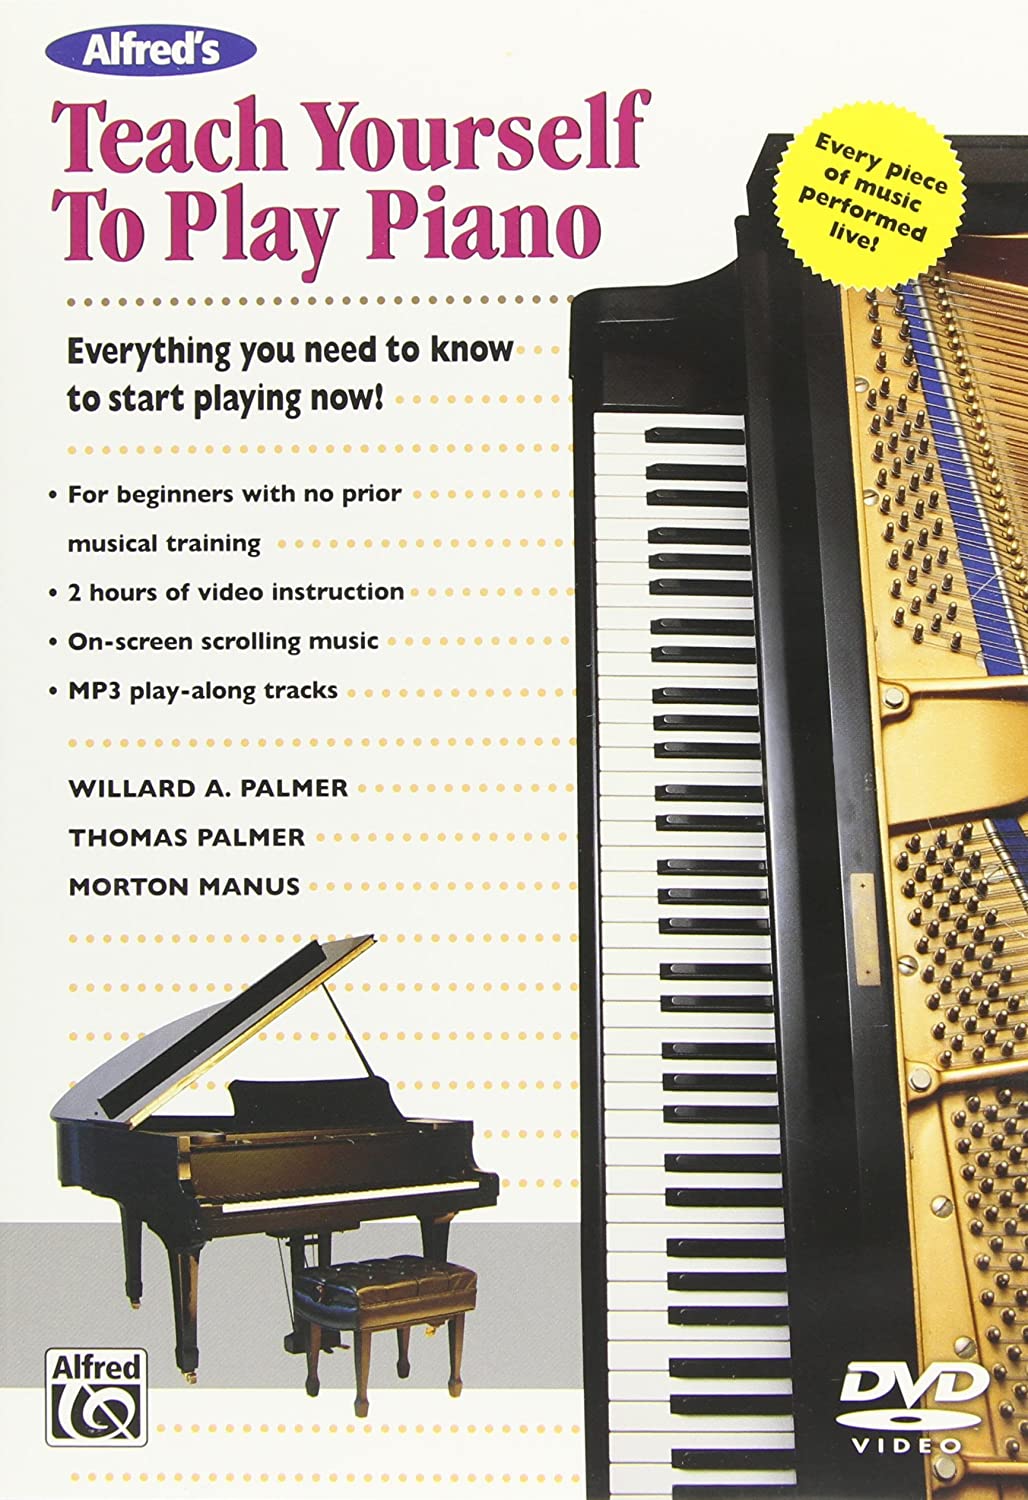 Alfred's
Teach Yourself
To Play Piano
Every piece
of music
performed
live!
Everything you need to know
to start playing now!
• For beginners with no prior
musical training
• 2 hours of video instruction
• On-screen scrolling music
• MP3 play-along tracks
WILLARD A. PALMER
THOMAS PALMER
MORTON MANUS
Alfred
DVD
VIDEO